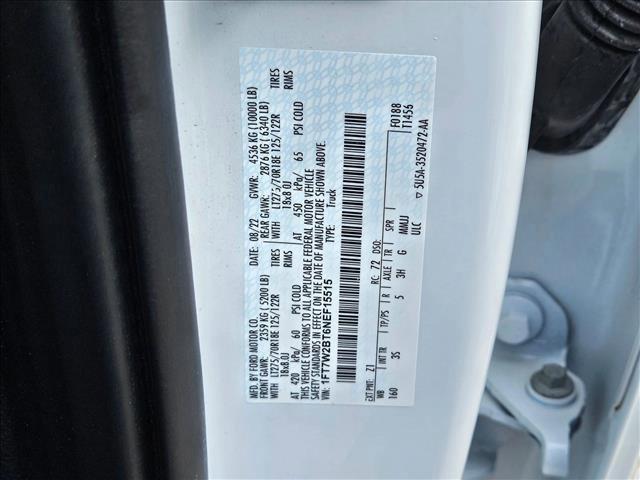 MFD. BY FORD MOTOR CO.
DATE: 08/22 GVWR: 4536 KG (10000 LB)
FRONT GAWR: 2359 KG (5200 LB) REAR GAWR: 2876 KG (6340 LB)
LT275/70R18E 125/122R TIRES WITH LT275/70R18E 125/122R TIRES
18x8.0J RIMS 18x8.0J RIMS
AT 420 kPa/ 60 PSI COLD AT 450 kPa/ 65 PSI COLD
THIS VEHICLE CONFORMS TO ALL APPLICABLE FEDERAL MOTOR VEHICLE
SAFETY STANDARDS IN EFFECT ON THE DATE OF MANUFACTURE SHOWN ABOVE.
VIN: 1FT7W2BT6NEF15515 TYPE: Truck
F0188
T1456
EXT PNT: Z1 RC: 72 DSO:
WB TP/PS R AXLE TR SPR
160 3S 5 3H G MMJJ
ULC
5U5A-3520472-AA